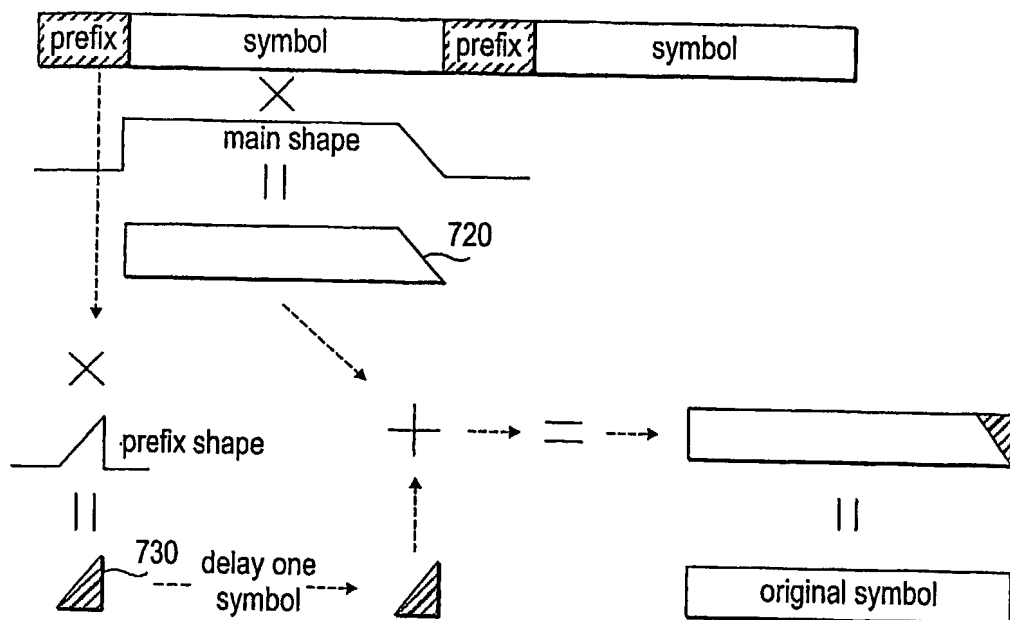 prefix symbol prefix symbol
main shape
720
prefix shape
730
delay one
symbol
original symbol